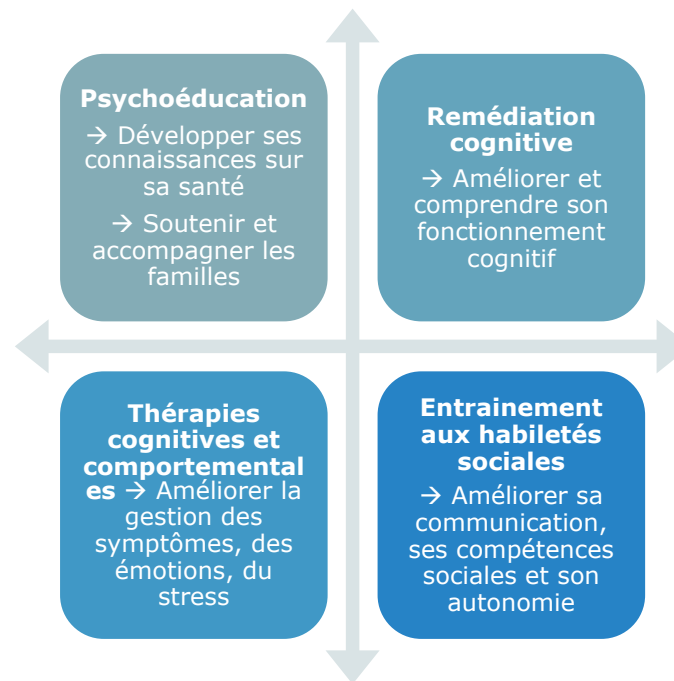 Psychoéducation
→ Développer ses
connaissances sur
sa santé
→ Soutenir et
accompagner les
familles
Remédiation
cognitive
→ Améliorer et
comprendre son
fonctionnement
cognitif
Thérapies
cognitives et
comportemental
es → Améliorer la
gestion des
symptômes, des
émotions, du
stress
Entrainement
aux habiletés
sociales
→ Améliorer sa
communication,
ses compétences
sociales et son
autonomie